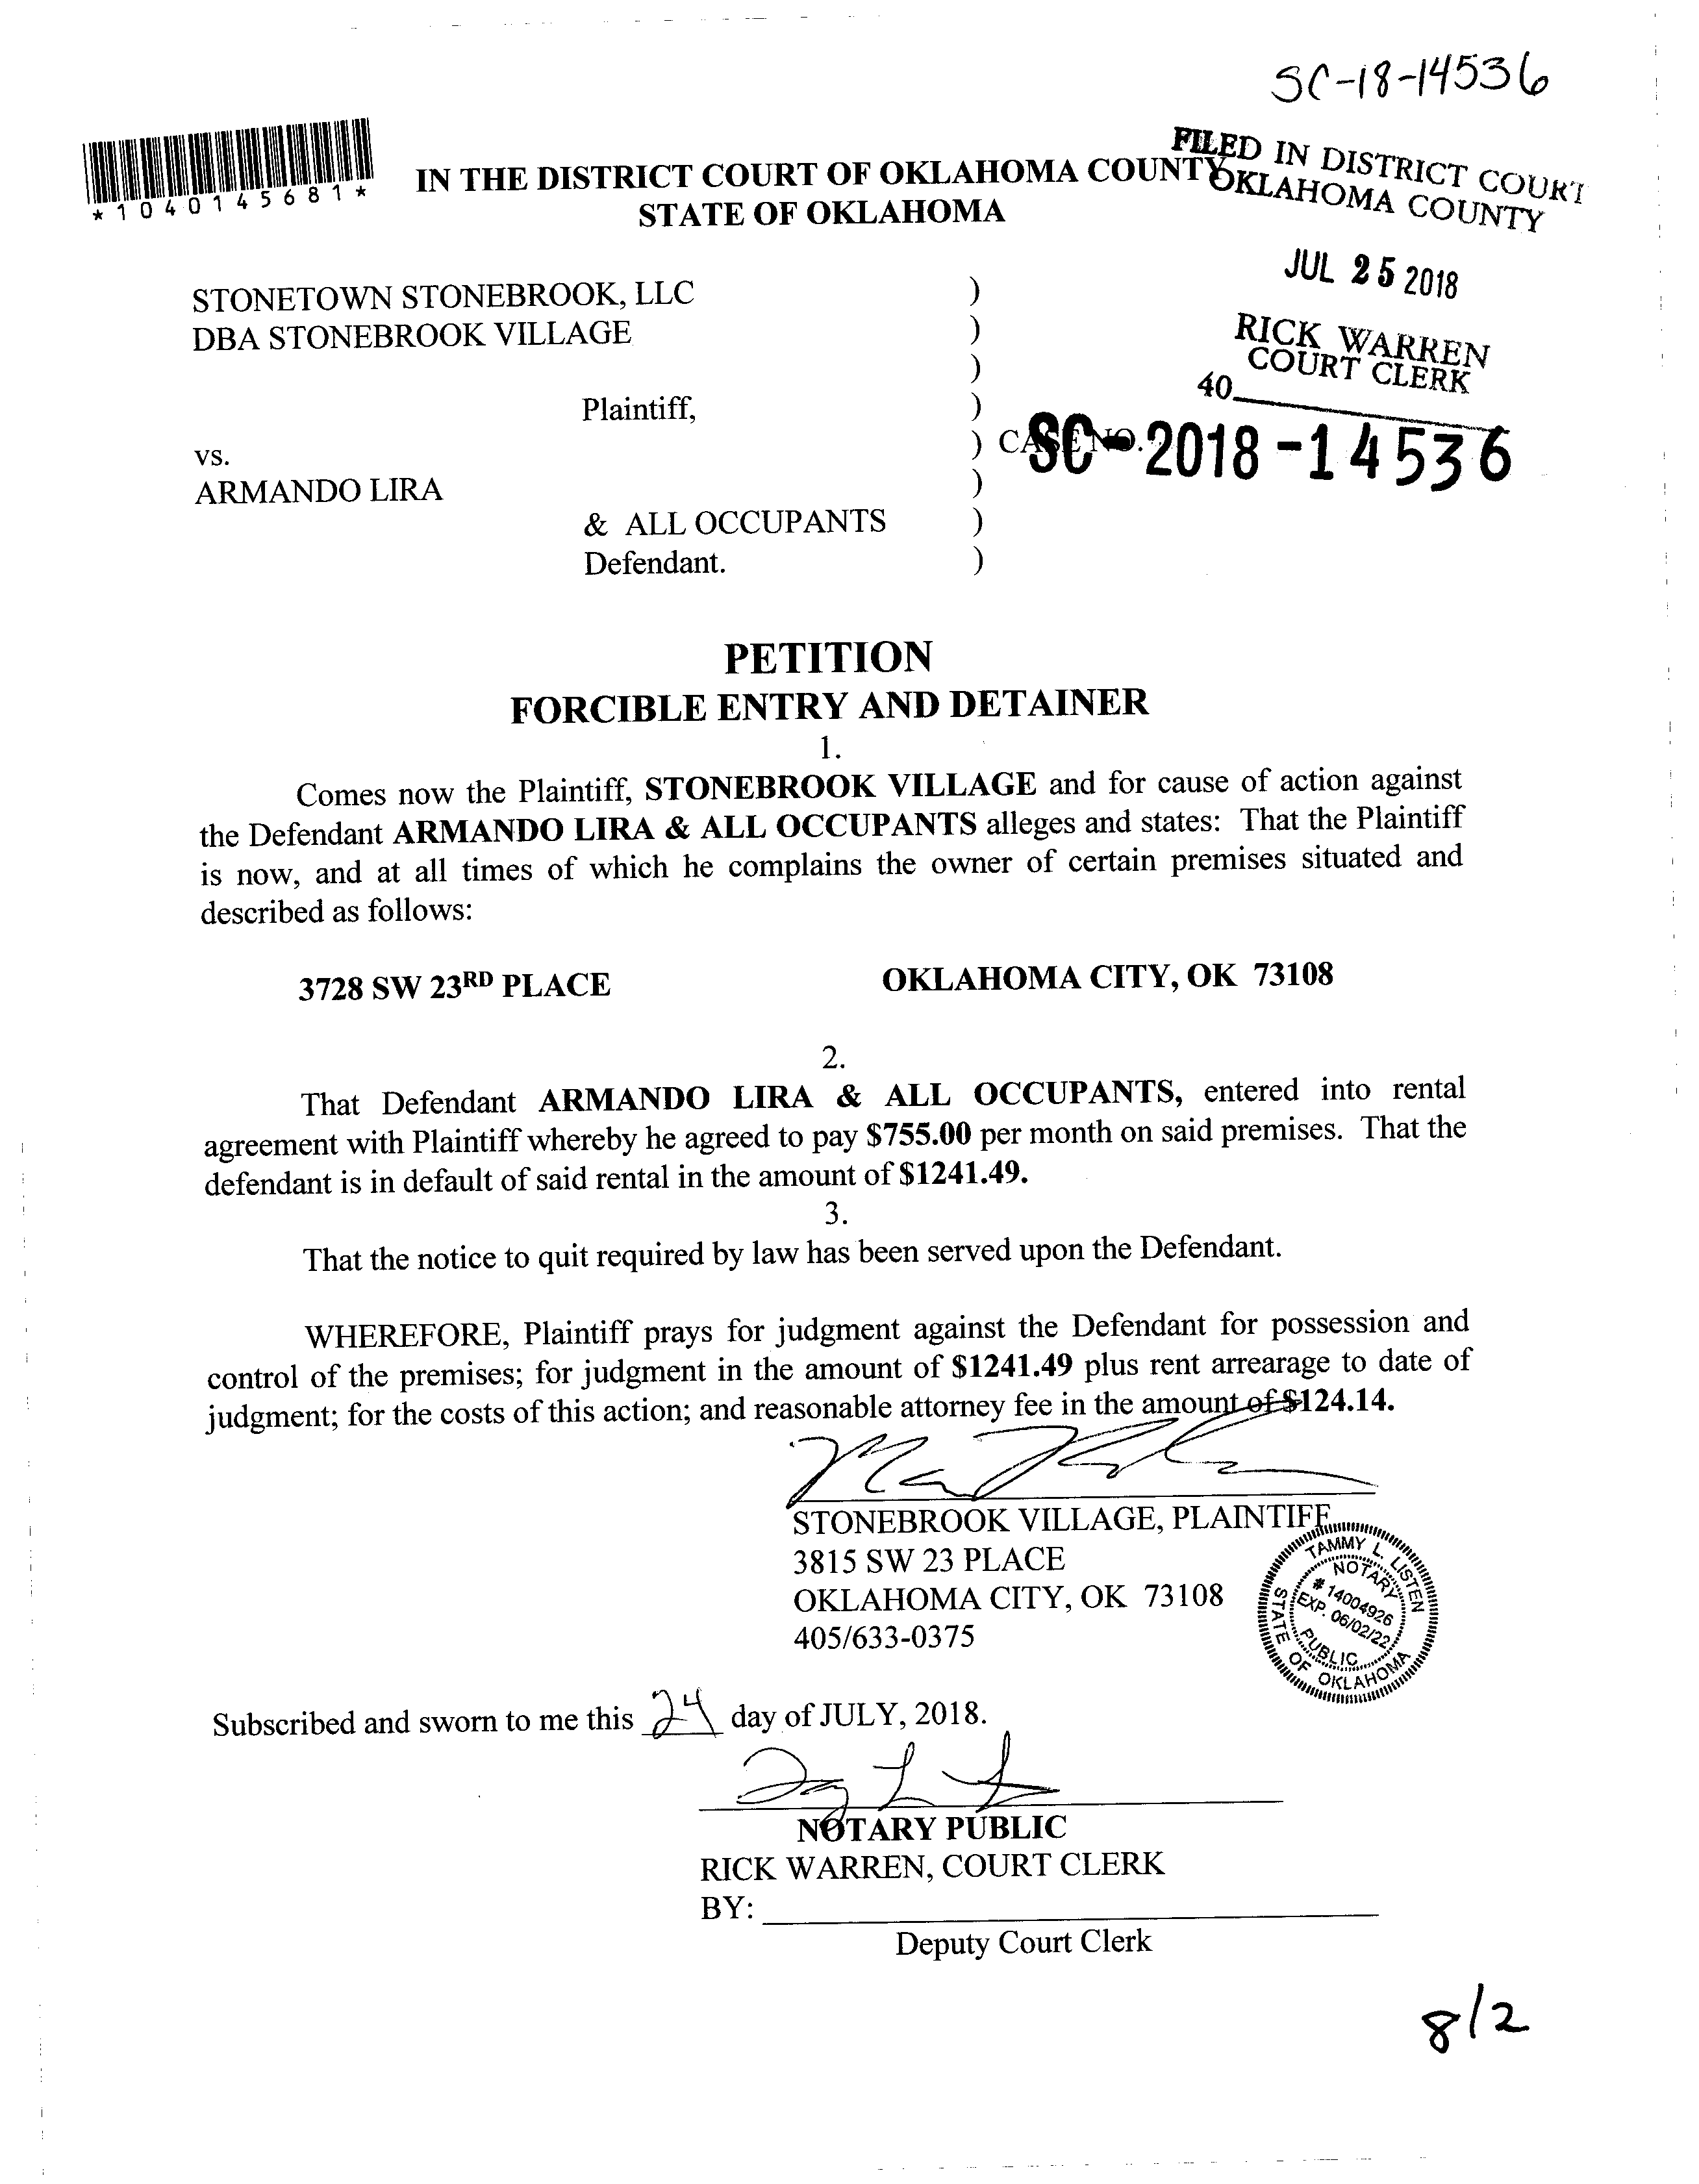 SC-18-14536
*1040145681*
FILED IN DISTRICT COURT
OKLAHOMA COUNTY
IN THE DISTRICT COURT OF OKLAHOMA COUNTY
STATE OF OKLAHOMA
JUL 25 2018
RICK WARREN
COURT CLERK
40
STONETOWN STONEBROOK, LLC )
DBA STONEBROOK VILLAGE )
)
Plaintiff, )
vs. ) CASE NO. SC-2018-14536
ARMANDO LIRA )
& ALL OCCUPANTS )
Defendant. )
PETITION
FORCIBLE ENTRY AND DETAINER
1.
Comes now the Plaintiff, STONEBROOK VILLAGE and for cause of action against
the Defendant ARMANDO LIRA & ALL OCCUPANTS alleges and states: That the Plaintiff
is now, and at all times of which he complains the owner of certain premises situated and
described as follows:
3728 SW 23RD PLACE OKLAHOMA CITY, OK 73108
2.
That Defendant ARMANDO LIRA & ALL OCCUPANTS, entered into rental
agreement with Plaintiff whereby he agreed to pay $755.00 per month on said premises. That the
defendant is in default of said rental in the amount of $1241.49.
3.
That the notice to quit required by law has been served upon the Defendant.
WHEREFORE, Plaintiff prays for judgment against the Defendant for possession and
control of the premises; for judgment in the amount of $1241.49 plus rent arrearage to date of
judgment; for the costs of this action; and reasonable attorney fee in the amount of $124.14.
STONEBROOK VILLAGE, PLAINTIFF
3815 SW 23 PLACE
OKLAHOMA CITY, OK 73108
405/633-0375
TAMMY L. LISTEN
NOTARY
# 14004926
EXP. 06/02/22
PUBLIC
STATE OF OKLAHOMA
Subscribed and sworn to me this 24 day of JULY, 2018.
NOTARY PUBLIC
RICK WARREN, COURT CLERK
BY:
Deputy Court Clerk
8/2